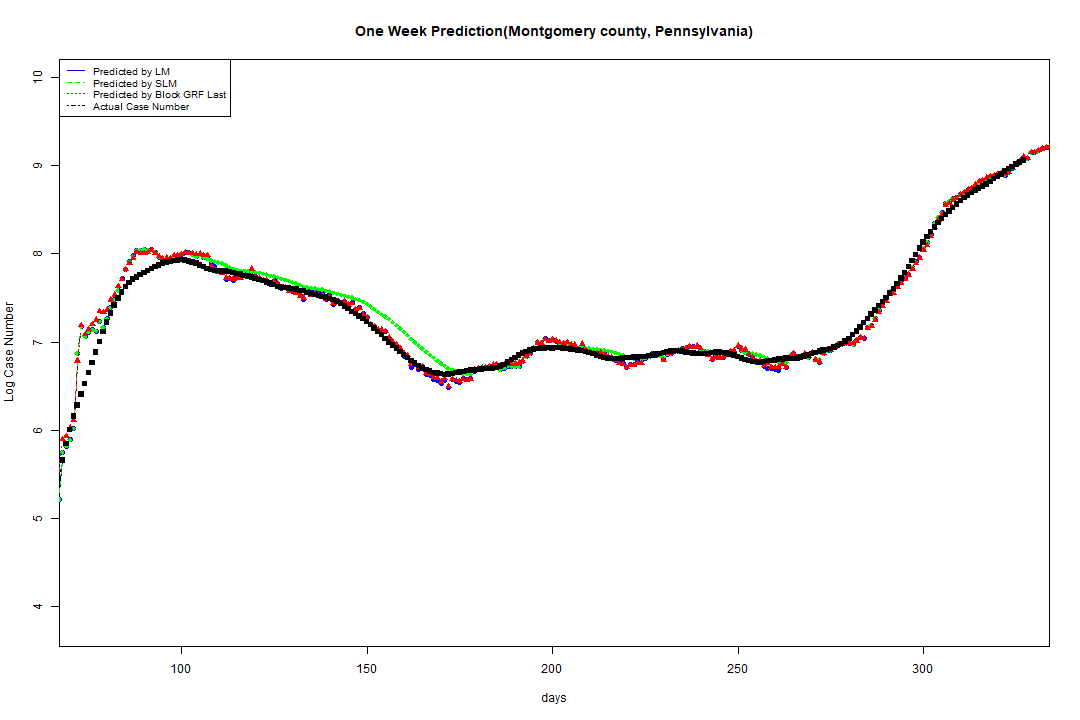 One Week Prediction(Montgomery county, Pennsylvania)
Predicted by LM
Predicted by SLM
Predicted by Block GRF Last
Actual Case Number
10
9
8
7
6
5
4
Log Case Number
100 150 200 250 300
days